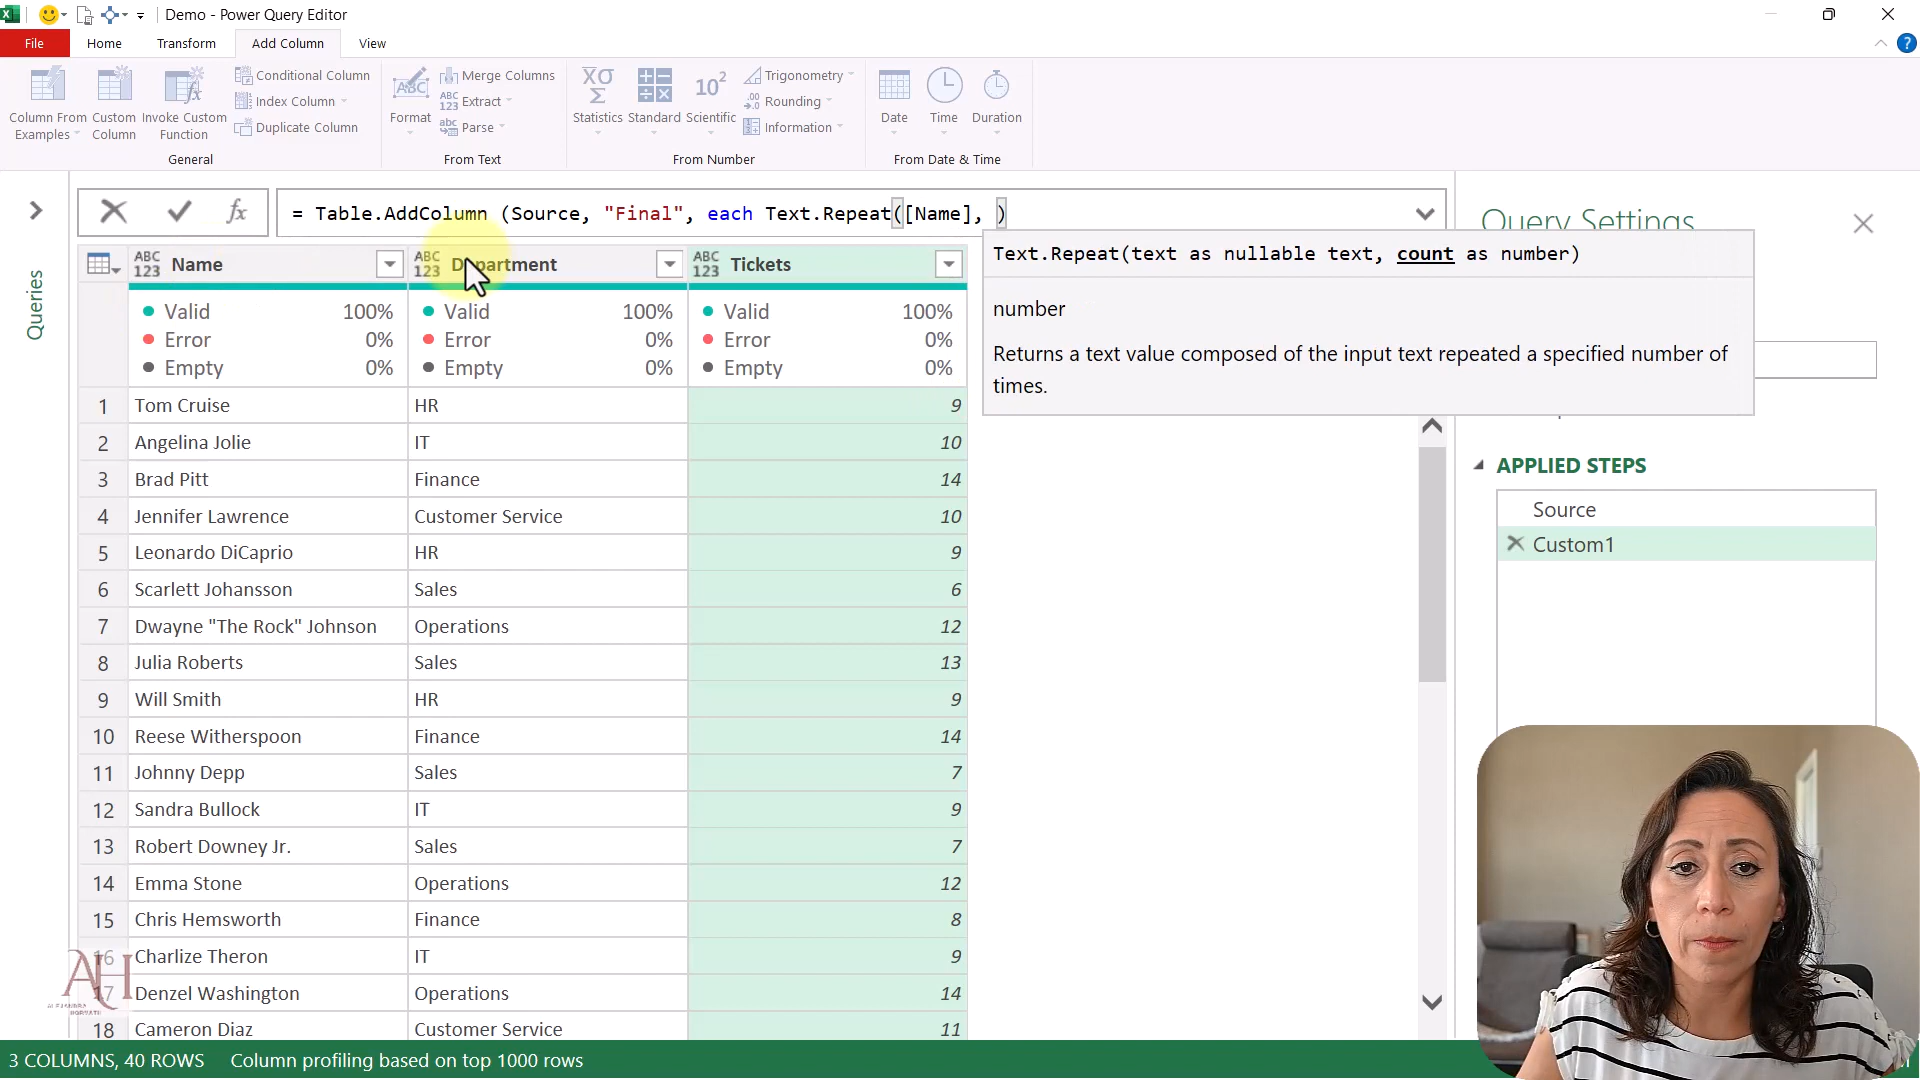 Demo - Power Query Editor
File Home Transform Add Column View
Column From Examples
Custom Column
Invoke Custom Function
Conditional Column
Index Column
Duplicate Column
General
Format
Merge Columns
Extract
Parse
From Text
Statistics
Standard
Scientific
Trigonometry
Rounding
Information
From Number
Date
Time
Duration
From Date & Time
= Table.AddColumn (Source, "Final", each Text.Repeat([Name], )
Text.Repeat(text as nullable text, count as number)
number
Returns a text value composed of the input text repeated a specified number of
times.
Queries
ABC 123 Name ABC 123 Department ABC 123 Tickets
Valid 100% Valid 100% Valid 100%
Error 0% Error 0% Error 0%
Empty 0% Empty 0% Empty 0%
1 Tom Cruise HR 9
2 Angelina Jolie IT 10
3 Brad Pitt Finance 14
4 Jennifer Lawrence Customer Service 10
5 Leonardo DiCaprio HR 9
6 Scarlett Johansson Sales 6
7 Dwayne "The Rock" Johnson Operations 12
8 Julia Roberts Sales 13
9 Will Smith HR 9
10 Reese Witherspoon Finance 14
11 Johnny Depp Sales 7
12 Sandra Bullock IT 9
13 Robert Downey Jr. Sales 7
14 Emma Stone Operations 12
15 Chris Hemsworth Finance 8
16 Charlize Theron IT 9
17 Denzel Washington Operations 14
18 Cameron Diaz Customer Service 11
Query Settings
APPLIED STEPS
Source
Custom1
AH
ALEJANDRA
HORVATH
3 COLUMNS, 40 ROWS Column profiling based on top 1000 rows